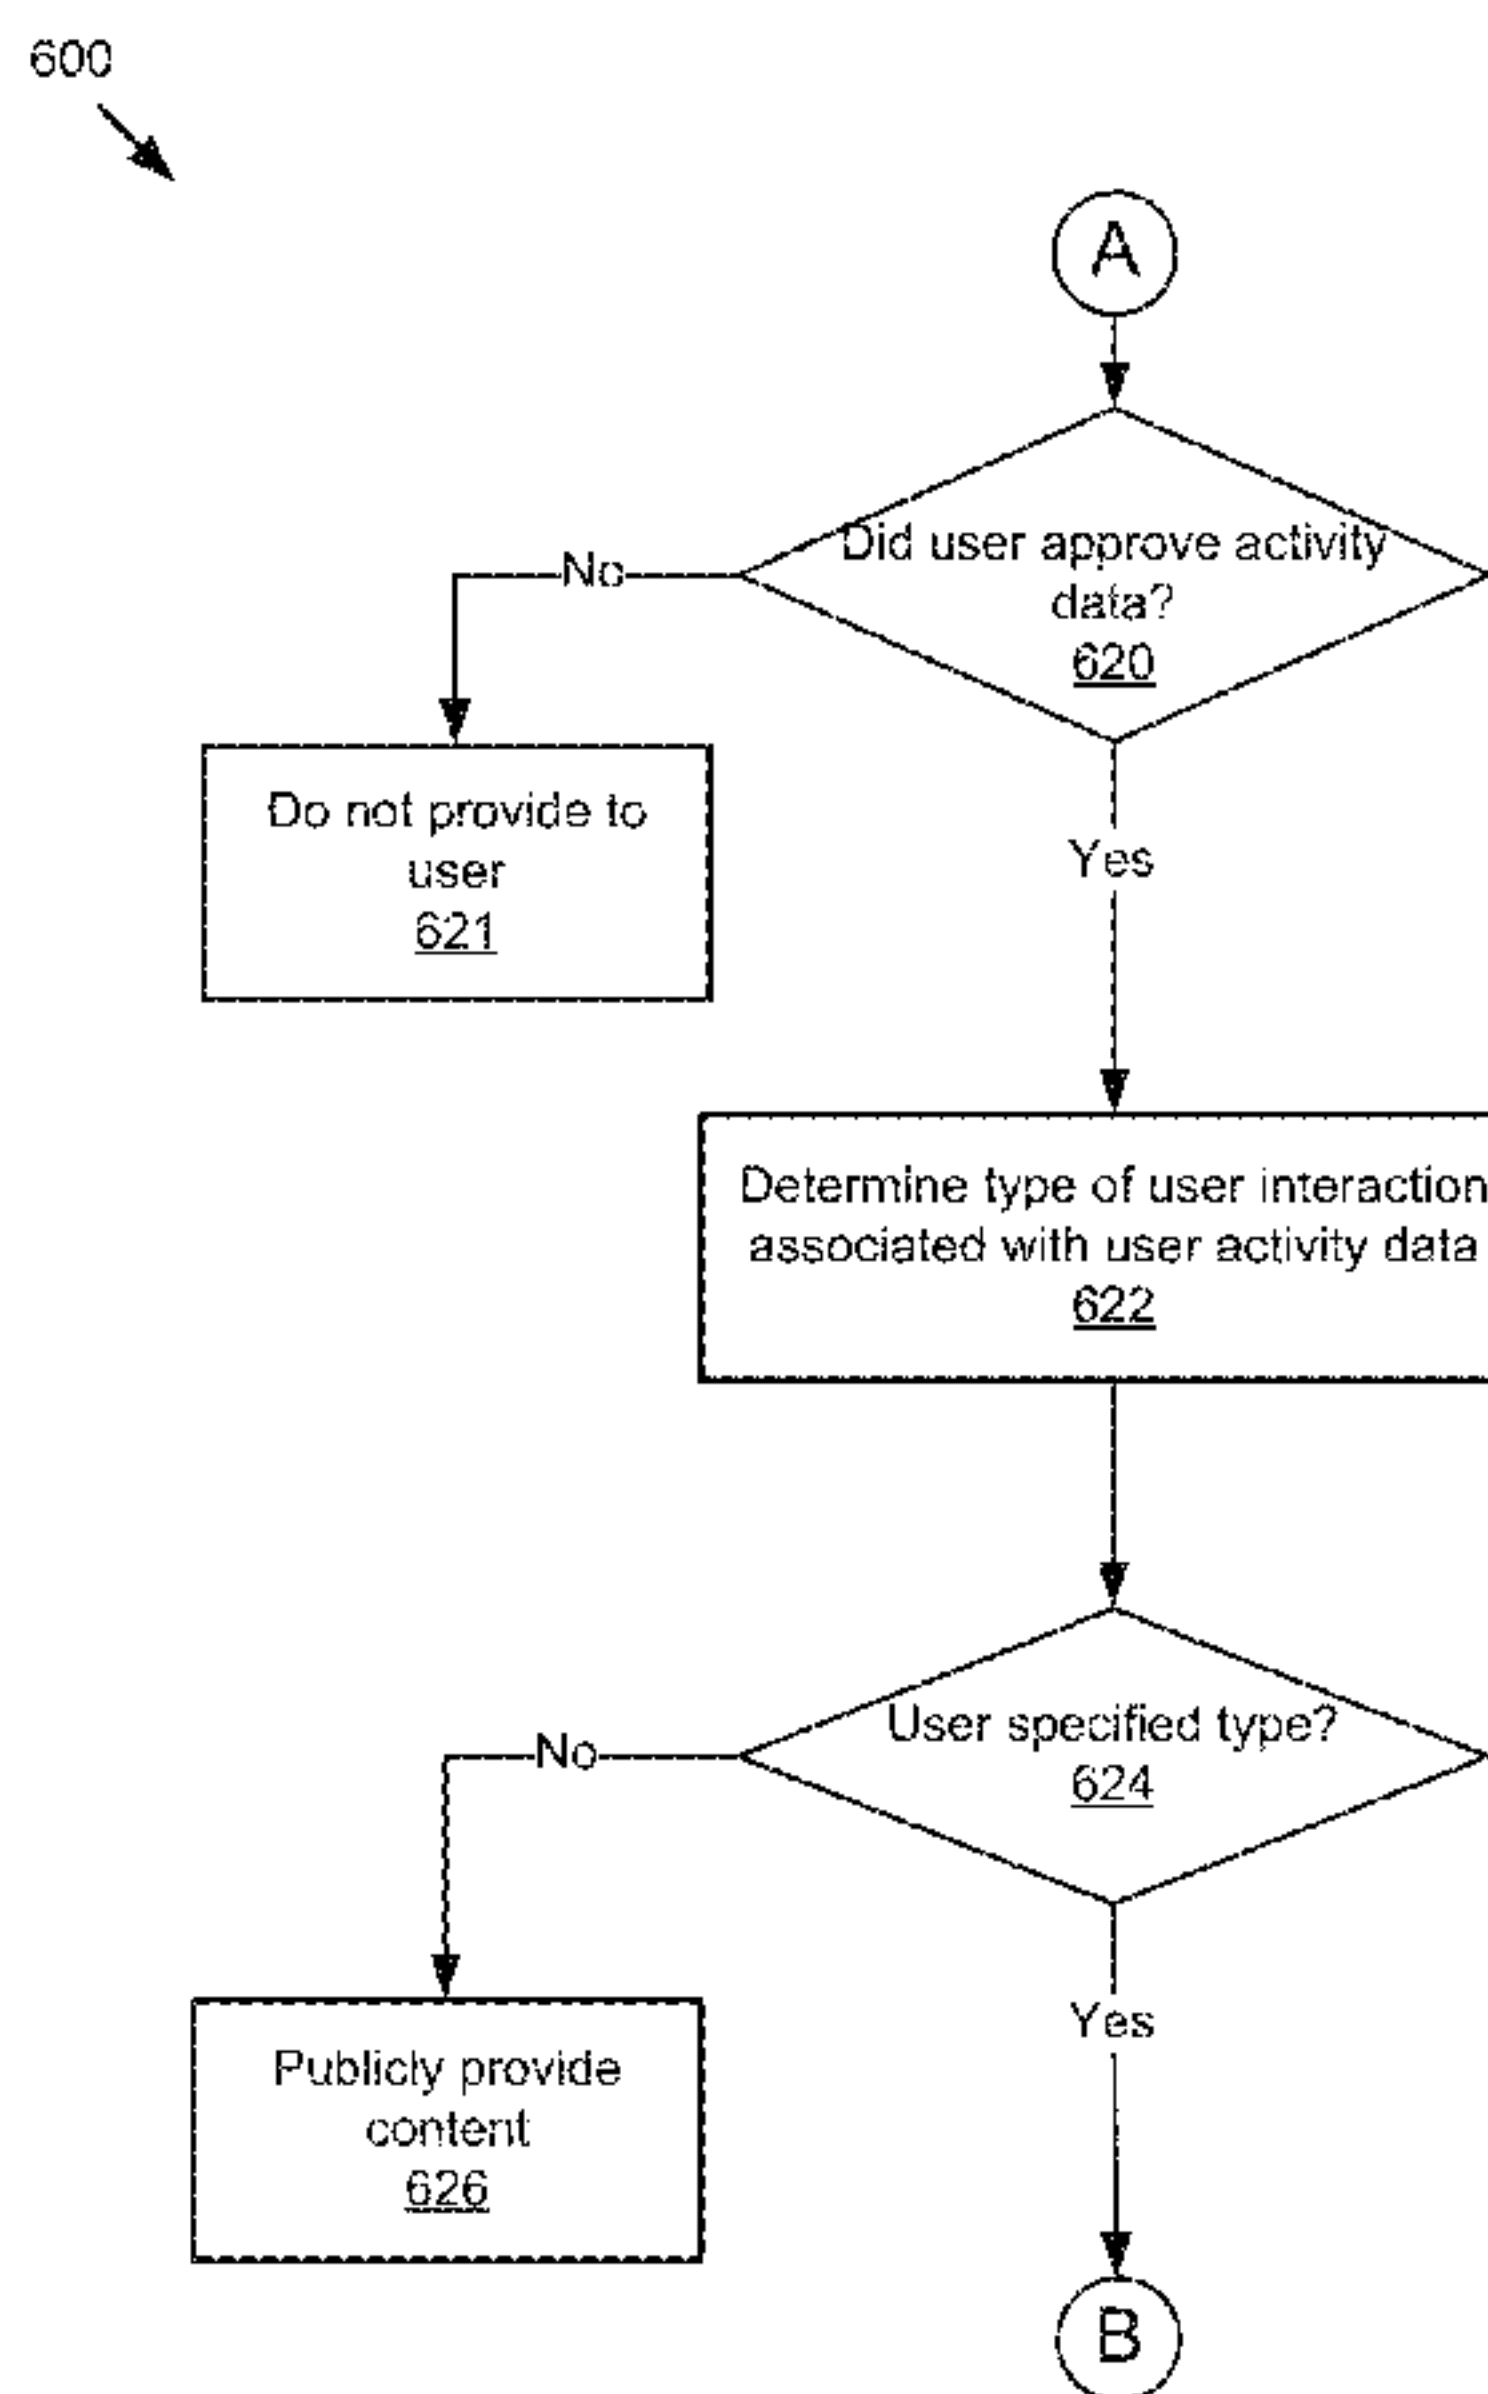 600
A
Did user approve activity
data?
620
No
Do not provide to
user
621
Yes
Determine type of user interaction
associated with user activity data
622
User specified type?
624
No
Publicly provide
content
626
Yes
B